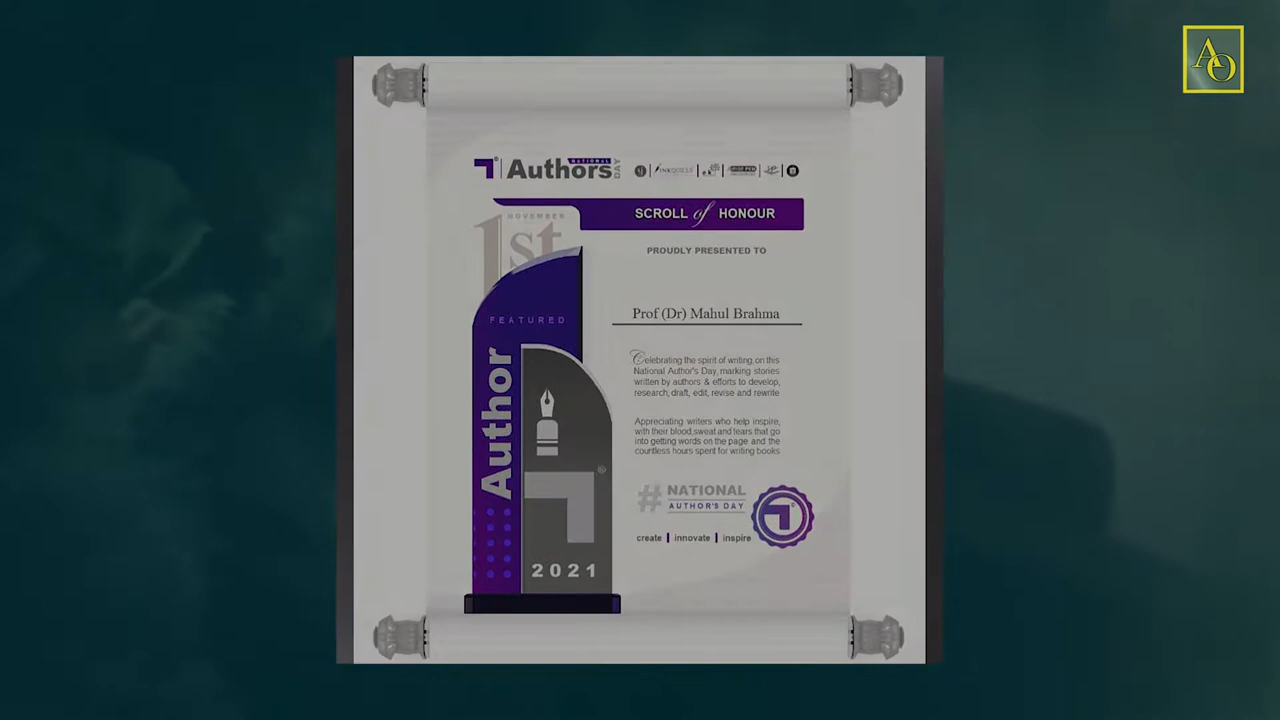 AO
NATIONAL
Authors DAY
INKQUILLS
SCROLL of HONOUR
NOVEMBER
1st
PROUDLY PRESENTED TO
FEATURED
Prof (Dr) Mahul Brahma
Author
Celebrating the spirit of writing, on this
National Author's Day, marking stories
written by authors & efforts to develop,
research, draft, edit, revise and rewrite
Appreciating writers who help inspire,
with their blood,sweat and tears that go
into getting words on the page and the
countless hours spent for writing books
# NATIONAL
AUTHOR'S DAY
create | innovate | inspire
2021